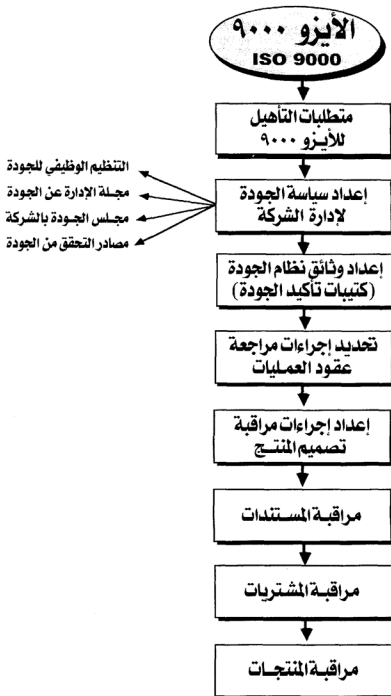 الأيزو ٩٠٠٠
ISO 9000
متطلبات التأهيل
للأيزو ٩٠٠٠
إعداد سياسة الجودة
لإدارة الشركة
التنظيم الوظيفي للجودة
مجلة الإدارة عن الجودة
مجلس الجودة بالشركة
مصادر التحقق من الجودة
إعداد وثائق نظام الجودة
(كتيبات تأكيد الجودة)
تحديد إجراءات مراجعة
عقود العمليات
إعداد إجراءات مراقبة
تصميم المنتج
مراقبة المستندات
مراقبة المشتريات
مراقبة المنتجات